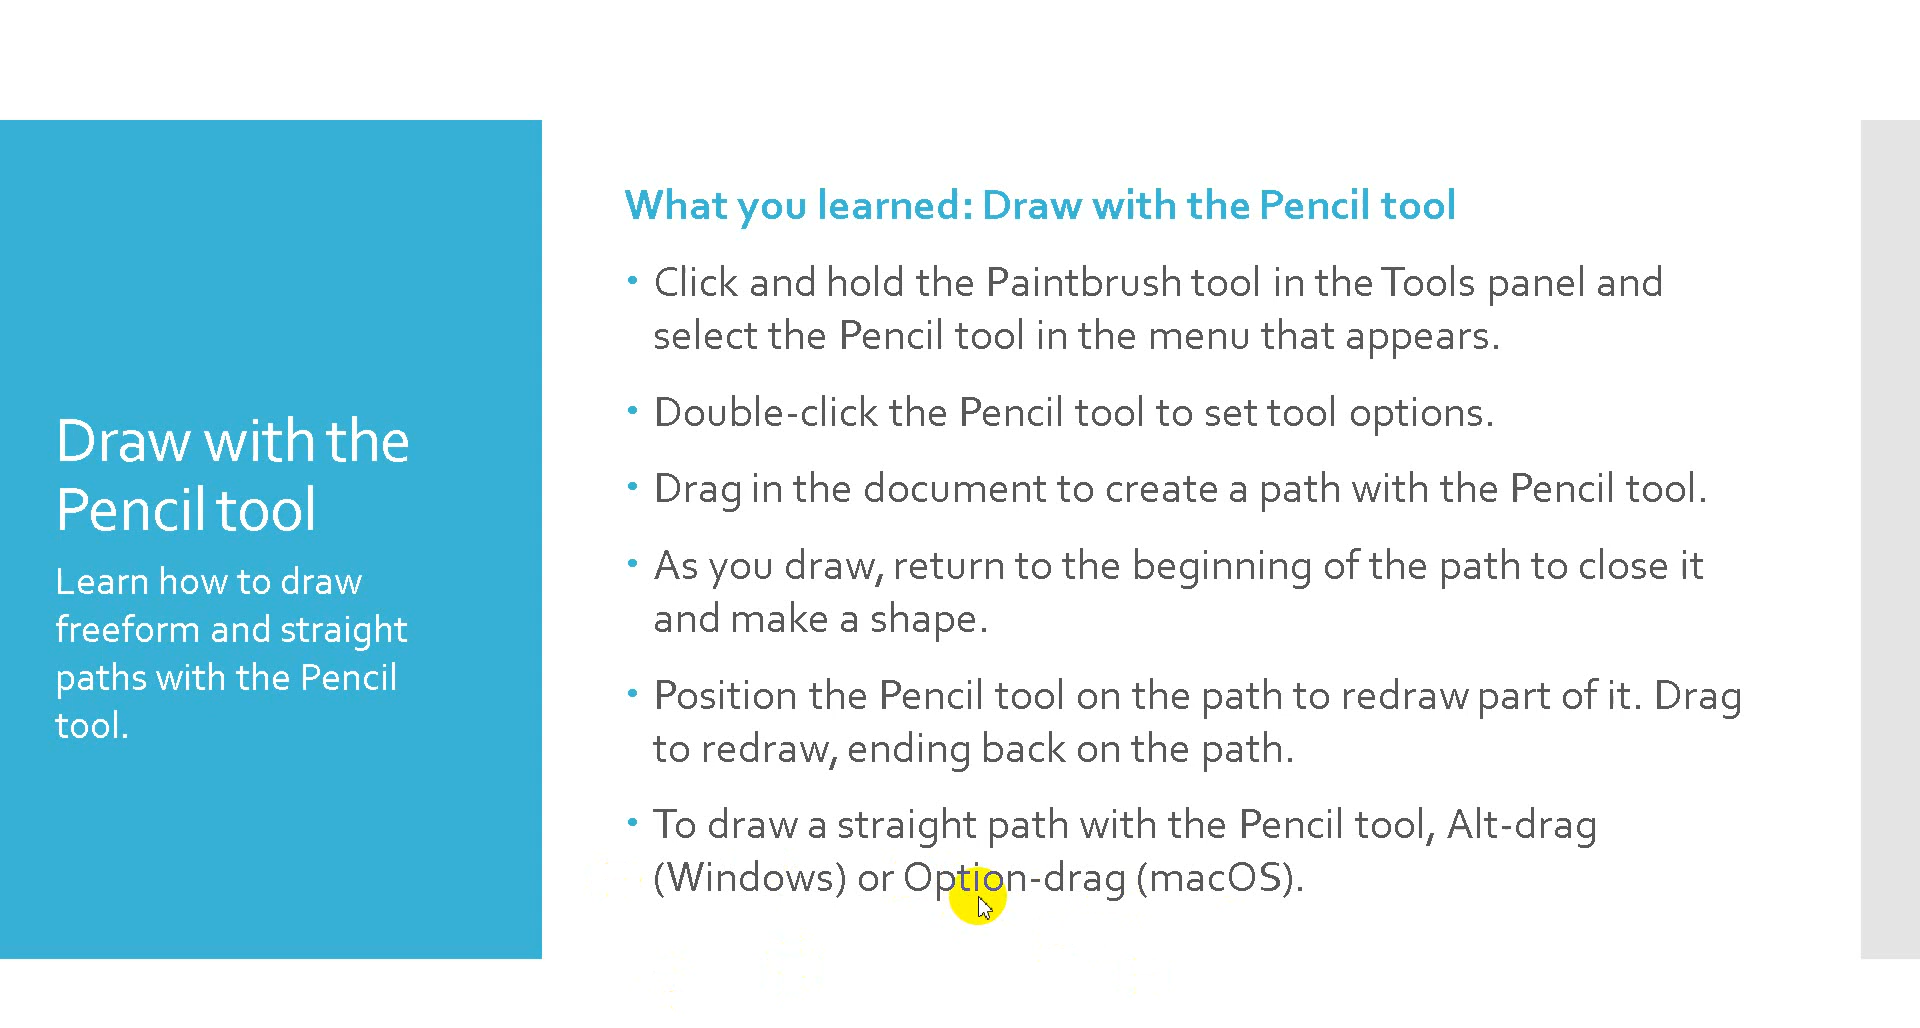 Draw with the
Pencil tool
Learn how to draw
freeform and straight
paths with the Pencil
tool.
What you learned: Draw with the Pencil tool
• Click and hold the Paintbrush tool in the Tools panel and
select the Pencil tool in the menu that appears.
• Double-click the Pencil tool to set tool options.
• Drag in the document to create a path with the Pencil tool.
• As you draw, return to the beginning of the path to close it
and make a shape.
• Position the Pencil tool on the path to redraw part of it. Drag
to redraw, ending back on the path.
• To draw a straight path with the Pencil tool, Alt-drag
(Windows) or Option-drag (macOS).